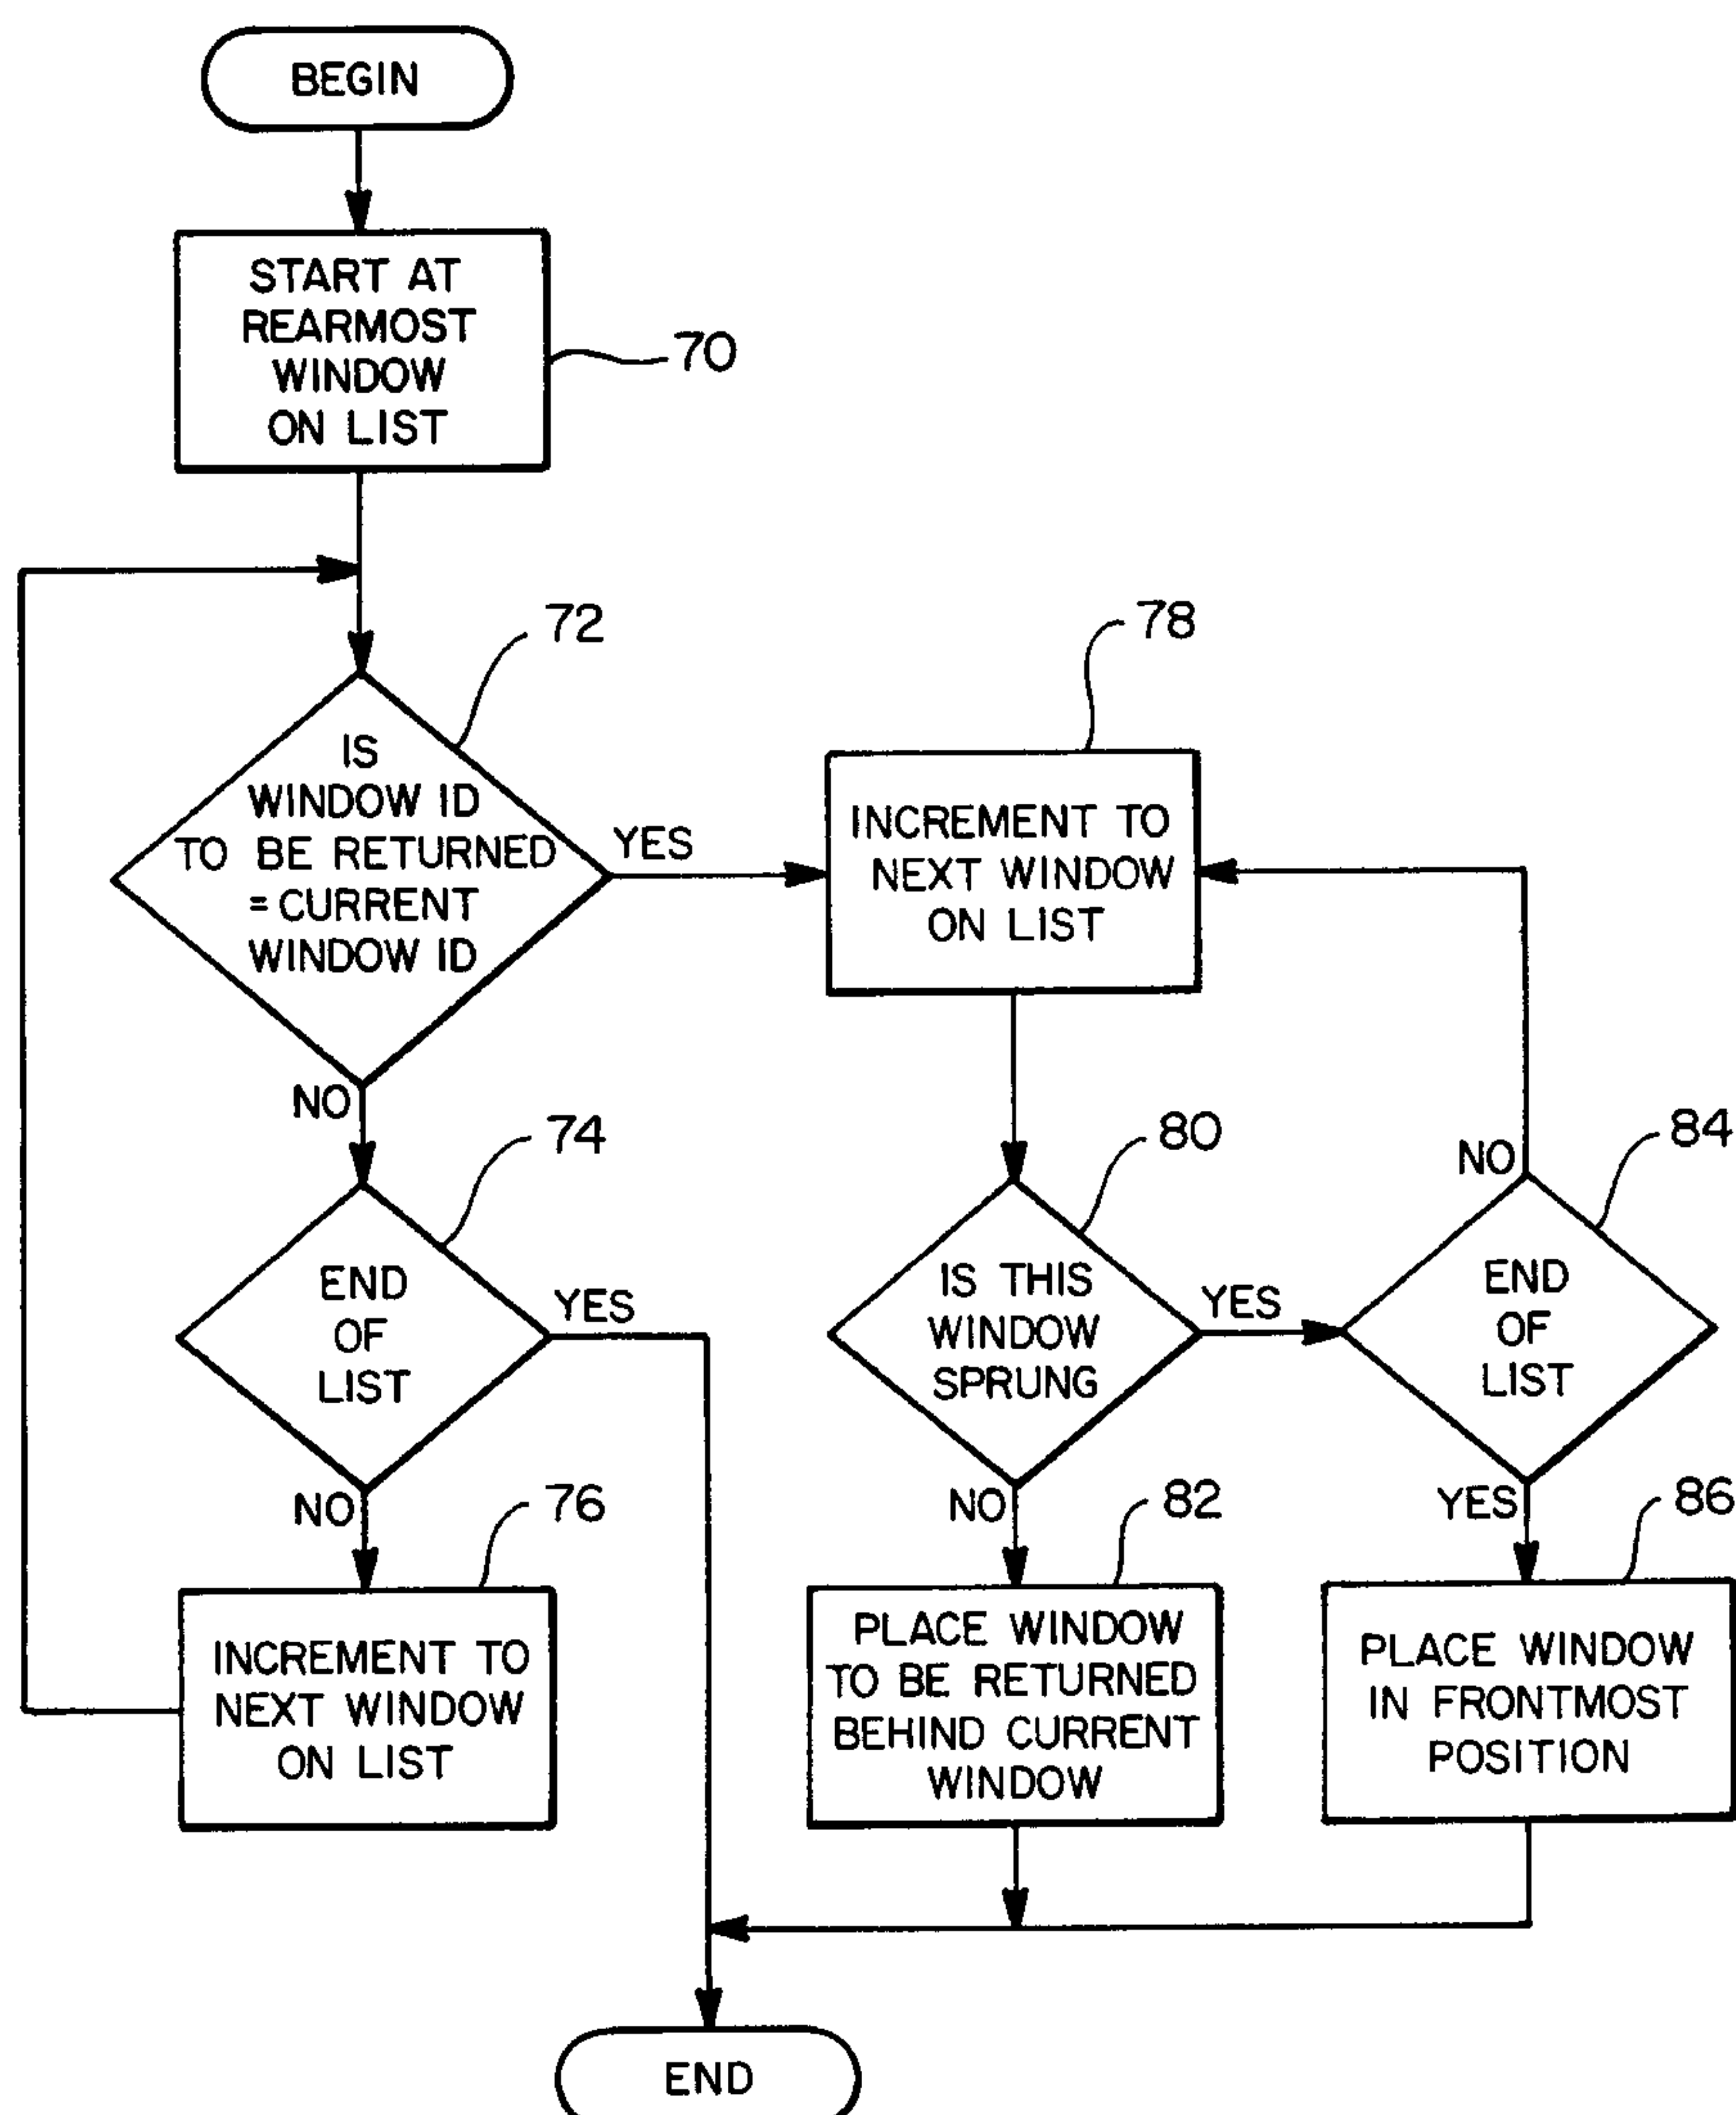 BEGIN
START AT
REARMOST
WINDOW
ON LIST
70
72
IS
WINDOW ID
TO BE RETURNED
= CURRENT
WINDOW ID
YES
NO
78
INCREMENT TO
NEXT WINDOW
ON LIST
74
END
OF
LIST
YES
NO
80
IS THIS
WINDOW
SPRUNG
YES
NO
84
NO
END
OF
LIST
YES
76
INCREMENT TO
NEXT WINDOW
ON LIST
82
PLACE WINDOW
TO BE RETURNED
BEHIND CURRENT
WINDOW
86
PLACE WINDOW
IN FRONTMOST
POSITION
END